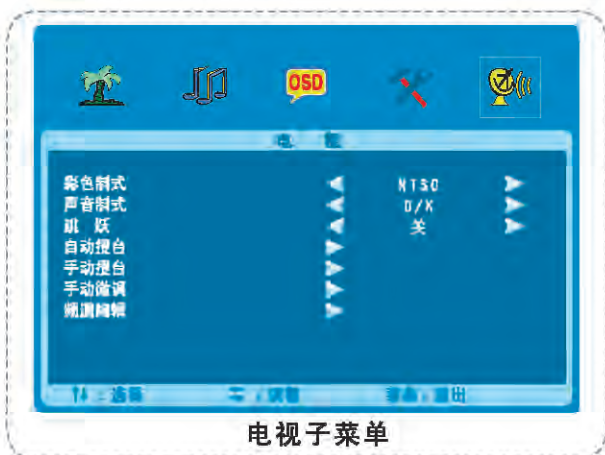 OSD
电 视
彩色制式 NTSC
声音制式 D/K
跳 跃 关
自动搜台
手动搜台
手动微调
频道编辑
↑↓：选择 ：调整 菜单：退出
电视子菜单